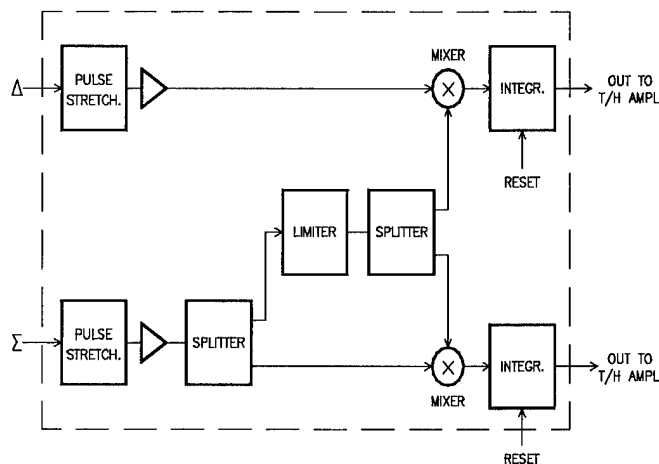 Δ
PULSE
STRETCH.
MIXER
X
INTEGR.
OUT TO
T/H AMPL
RESET
LIMITER
SPLITTER
Σ
PULSE
STRETCH.
SPLITTER
X
MIXER
INTEGR.
OUT TO
T/H AMPL
RESET